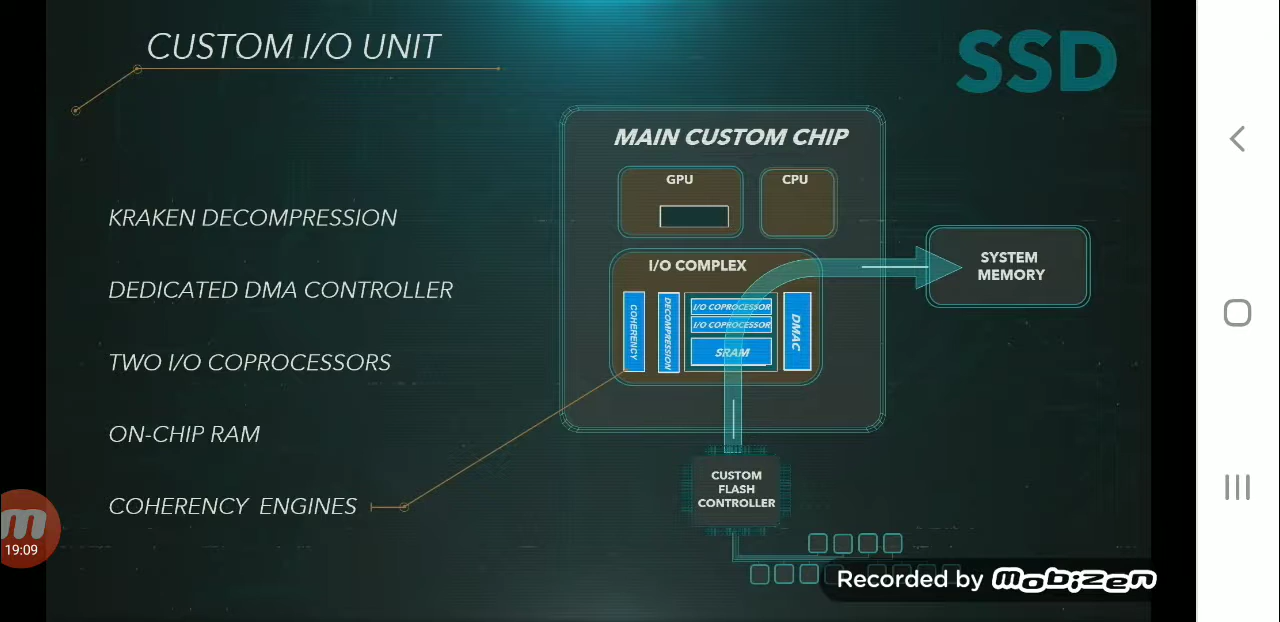 CUSTOM I/O UNIT
SSD
MAIN CUSTOM CHIP
GPU
CPU
KRAKEN DECOMPRESSION
I/O COMPLEX
SYSTEM
MEMORY
DEDICATED DMA CONTROLLER
COHERENCY
DECOMPRESSION
I/O COPROCESSOR
I/O COPROCESSOR
SRAM
DMAC
TWO I/O COPROCESSORS
ON-CHIP RAM
CUSTOM
FLASH
CONTROLLER
COHERENCY ENGINES
m
19:09
Recorded by mobizen